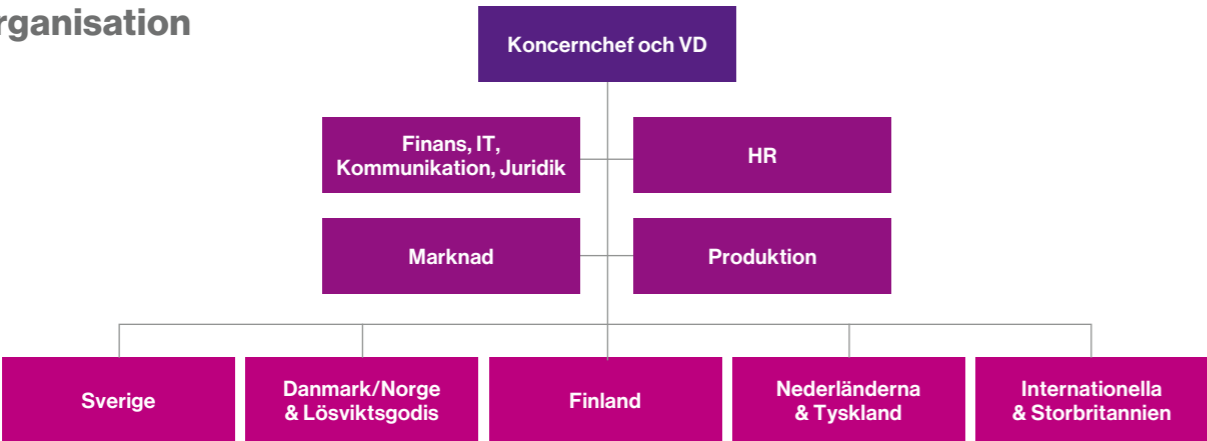 rganisation
Koncernchef och VD
Finans, IT,
Kommunikation, Juridik
HR
Marknad
Produktion
Sverige
Danmark/Norge
& Lösviktsgodis
Finland
Nederländerna
& Tyskland
Internationella
& Storbritannien